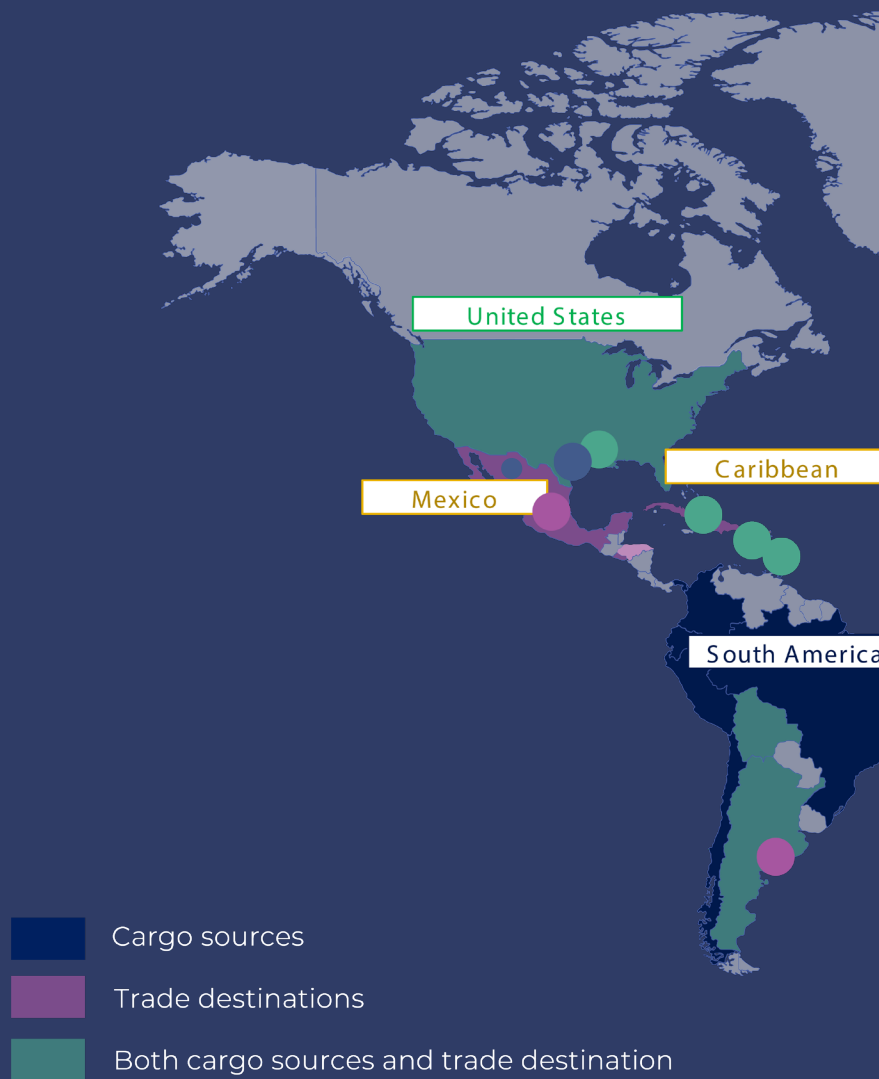 United States
Caribbean
Mexico
South America
Cargo sources
Trade destinations
Both cargo sources and trade destination